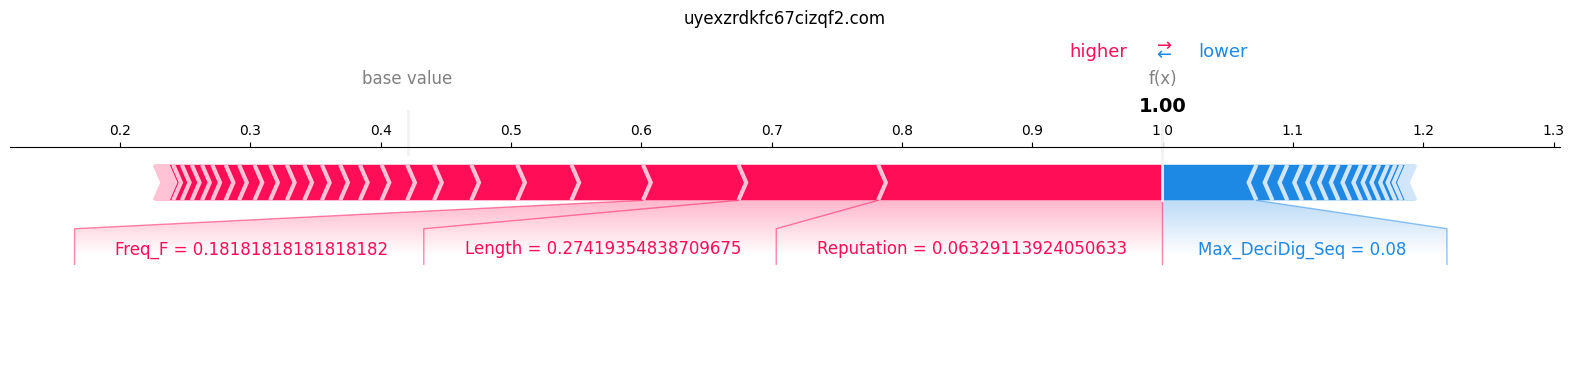 uyexzrdkfc67cizqf2.com
higher → ← lower
base value f(x)
1.00
0.2 0.3 0.4 0.5 0.6 0.7 0.8 0.9 1.0 1.1 1.2 1.3
Freq_F = 0.18181818181818182 Length = 0.27419354838709675 Reputation = 0.06329113924050633 Max_DeciDig_Seq = 0.08